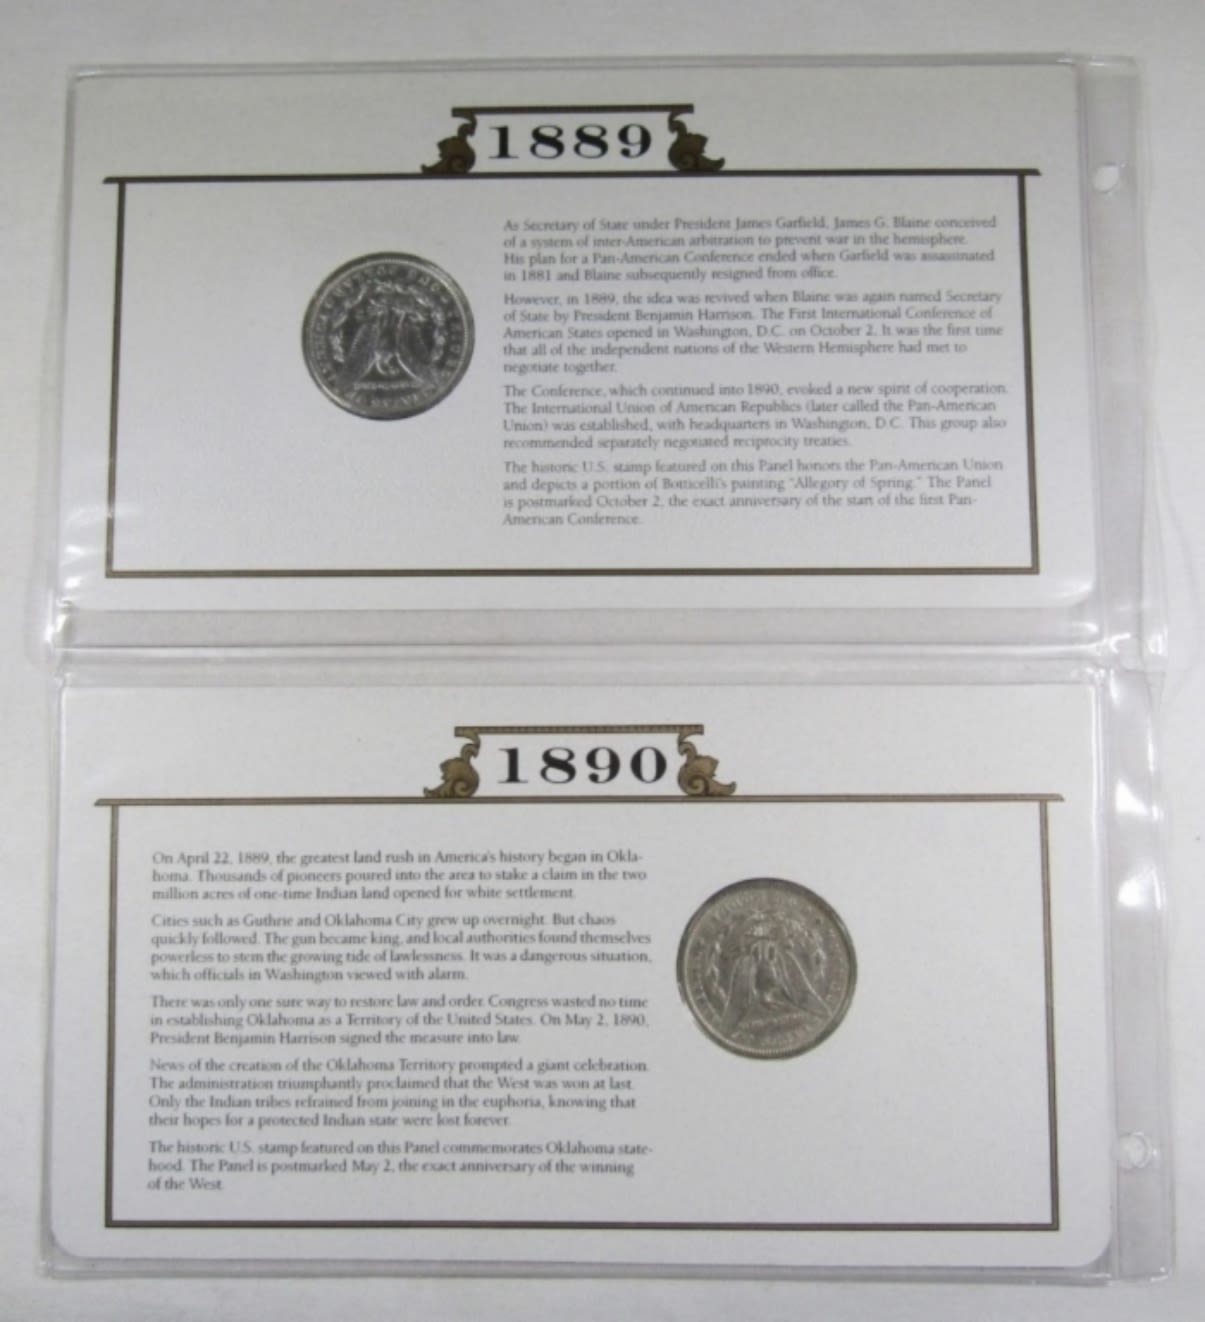 1889
As Secretary of State under President James Garfield, James G. Blaine conceived
of a system of inter-American arbitration to prevent war in the hemisphere.
His plan for a Pan-American Conference ended when Garfield was assassinated
in 1881 and Blaine subsequently resigned from office.
However, in 1889, the idea was revived when Blaine was again named Secretary
of State by President Benjamin Harrison. The First International Conference of
American States opened in Washington, D.C. on October 2. It was the first time
that all of the independent nations of the Western Hemisphere had met to
negotiate together.
The Conference, which continued into 1890, evoked a new spirit of cooperation.
The International Union of American Republics (later called the Pan-American
Union) was established, with headquarters in Washington, D.C. This group also
recommended separately negotiated reciprocity treaties.
The historic U.S. stamp featured on this Panel honors the Pan-American Union
and depicts a portion of Botticelli's painting "Allegory of Spring." The Panel
is postmarked October 2, the exact anniversary of the start of the first Pan-
American Conference.
1890
On April 22, 1889, the greatest land rush in America's history began in Okla-
homa. Thousands of pioneers poured into the area to stake a claim in the two
million acres of one-time Indian land opened for white settlement.
Cities such as Guthrie and Oklahoma City grew up overnight. But chaos
quickly followed. The gun became king, and local authorities found themselves
powerless to stem the growing tide of lawlessness. It was a dangerous situation,
which officials in Washington viewed with alarm.
There was only one sure way to restore law and order. Congress wasted no time
in establishing Oklahoma as a Territory of the United States. On May 2, 1890,
President Benjamin Harrison signed the measure into law.
News of the creation of the Oklahoma Territory prompted a giant celebration.
The administration triumphantly proclaimed that the West was won at last.
Only the Indian tribes refrained from joining in the euphoria, knowing that
their hopes for a protected Indian state were lost forever.
The historic U.S. stamp featured on this Panel commemorates Oklahoma state-
hood. The Panel is postmarked May 2, the exact anniversary of the winning
of the West.